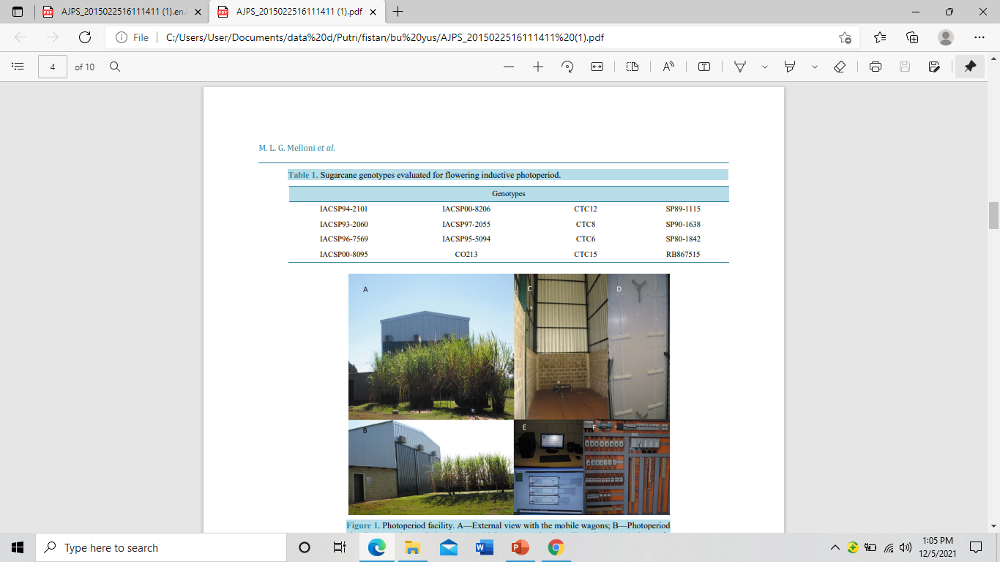 AJPS_2015022516111411 (1).en.i
AJPS_2015022516111411 (1).pdf
File
C:/Users/User/Documents/data%20d/Putri/fistan/bu%20yus/AJPS_2015022516111411%20(1).pdf
4 of 10
M. L. G. Melloni et al.
Table 1. Sugarcane genotypes evaluated for flowering inductive photoperiod.
Genotypes
IACSP94-2101 IACSP00-8206 CTC12 SP89-1115
IACSP93-2060 IACSP97-2055 CTC8 SP90-1638
IACSP96-7569 IACSP95-5094 CTC6 SP80-1842
IACSP00-8095 CO213 CTC15 RB867515
A
C
D
B
E
F
Figure 1. Photoperiod facility. A—External view with the mobile wagons; B—Photoperiod
Type here to search
1:05 PM
12/5/2021